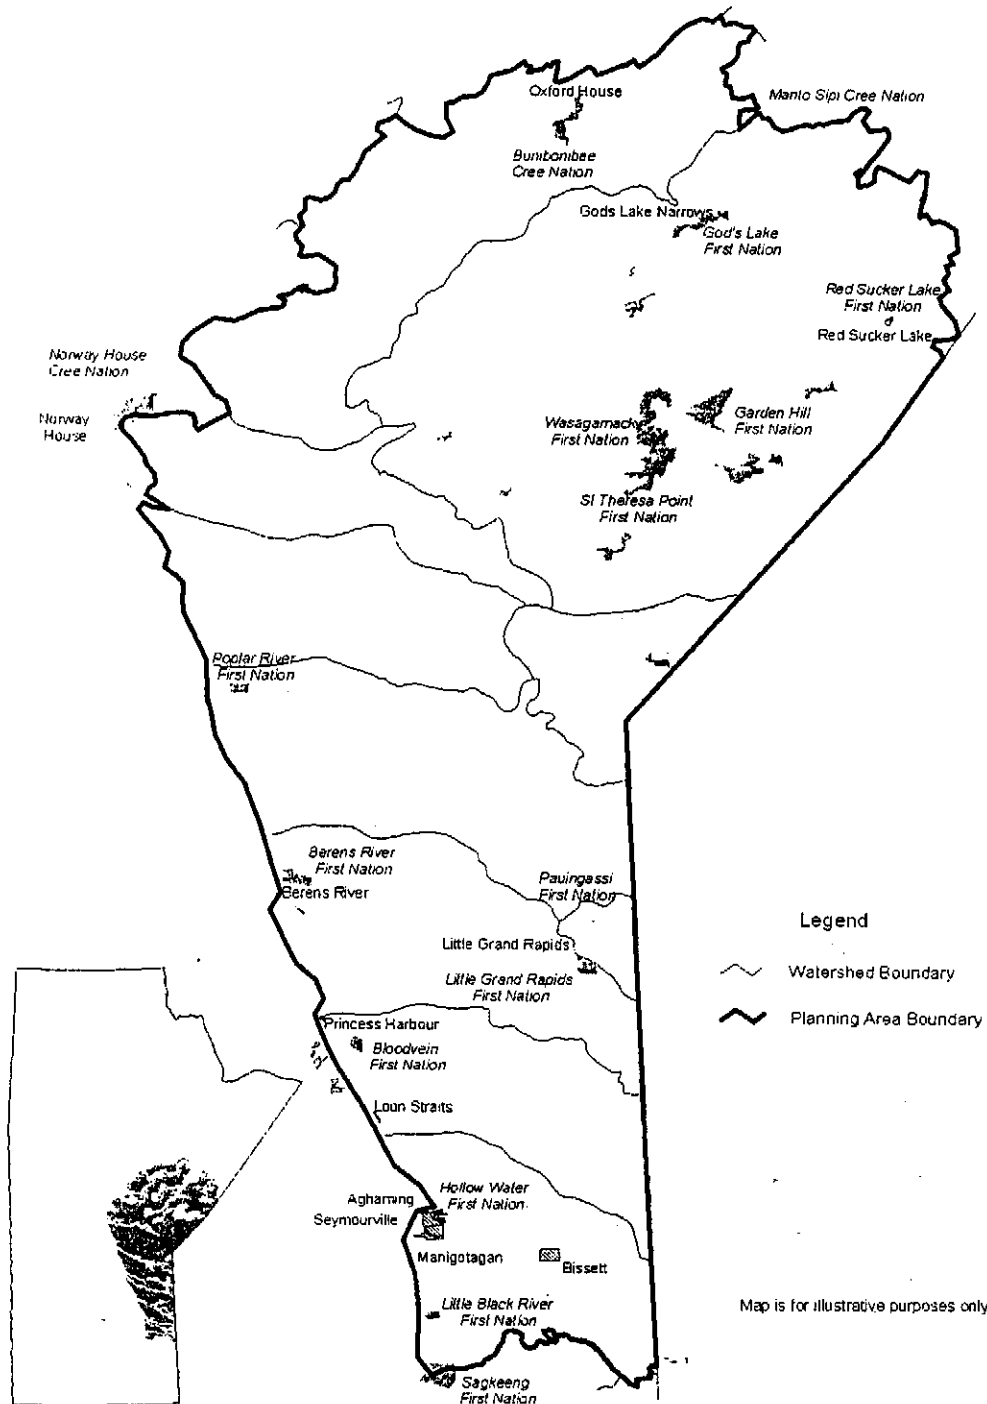 Oxford House
Manto Sipi Cree Nation
Bunibonibee
Cree Nation
Gods Lake Narrows
God's Lake
First Nation
Red Sucker Lake
First Nation
Red Sucker Lake
Norway House
Cree Nation
Norway
House
Wasagamack
First Nation
Garden Hill
First Nation
St Theresa Point
First Nation
Poplar River
First Nation
Berens River
First Nation
Berens River
Pauingassi
First Nation
Little Grand Rapids
Little Grand Rapids
First Nation
Legend
Watershed Boundary
Planning Area Boundary
Princess Harbour
Bloodvein
First Nation
Loon Straits
Hollow Water
First Nation
Aghaming
Seymourville
Manigotagan
Bissett
Little Black River
First Nation
Map is for illustrative purposes only
Sagkeeng
First Nation